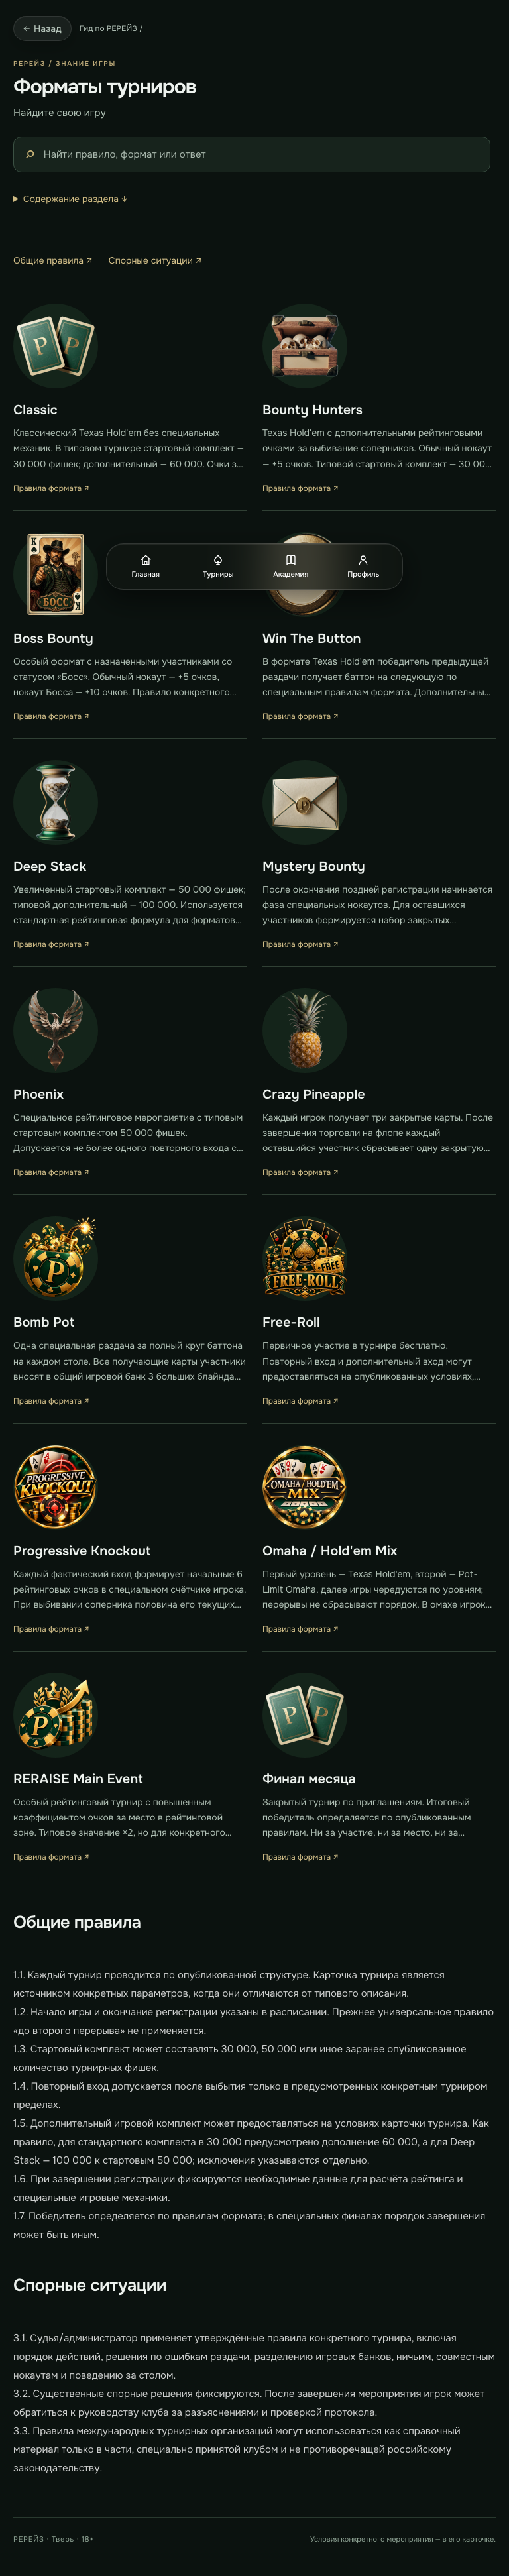 ← Назад
Гид по РЕРЕЙЗ /
РЕРЕЙЗ / ЗНАНИЕ ИГРЫ
Форматы турниров
Найдите свою игру
Найти правило, формат или ответ
▶ Содержание раздела ↓
Общие правила ↗ Спорные ситуации ↗
P P
Classic
Классический Texas Hold'em без специальных
механик. В типовом турнире стартовый комплект —
30 000 фишек; дополнительный — 60 000. Очки з...
Правила формата ↗
Bounty Hunters
Texas Hold'em с дополнительными рейтинговыми
очками за выбивание соперников. Обычный нокаут
— +5 очков. Типовой стартовый комплект — 30 00...
Правила формата ↗
K
БОСС
Boss Bounty
Особый формат с назначенными участниками со
статусом «Босс». Обычный нокаут — +5 очков,
нокаут Босса — +10 очков. Правило конкретного...
Правила формата ↗
Главная
Турниры
Академия
Профиль
Win The Button
В формате Texas Hold'em победитель предыдущей
раздачи получает баттон на следующую по
специальным правилам формата. Дополнительны...
Правила формата ↗
Deep Stack
Увеличенный стартовый комплект — 50 000 фишек;
типовой дополнительный — 100 000. Используется
стандартная рейтинговая формула для форматов...
Правила формата ↗
P
Mystery Bounty
После окончания поздней регистрации начинается
фаза специальных нокаутов. Для оставшихся
участников формируется набор закрытых...
Правила формата ↗
Phoenix
Специальное рейтинговое мероприятие с типовым
стартовым комплектом 50 000 фишек.
Допускается не более одного повторного входа с...
Правила формата ↗
Crazy Pineapple
Каждый игрок получает три закрытые карты. После
завершения торговли на флопе каждый
оставшийся участник сбрасывает одну закрытую...
Правила формата ↗
P
Bomb Pot
Одна специальная раздача за полный круг баттона
на каждом столе. Все получающие карты участники
вносят в общий игровой банк 3 больших блайнда...
Правила формата ↗
FREE
FREE-ROLL
Free-Roll
Первичное участие в турнире бесплатно.
Повторный вход и дополнительный вход могут
предоставляться на опубликованных условиях,...
Правила формата ↗
PROGRESSIVE
KNOCKOUT
Progressive Knockout
Каждый фактический вход формирует начальные 6
рейтинговых очков в специальном счётчике игрока.
При выбивании соперника половина его текущих...
Правила формата ↗
OMAHA / HOLD'EM
MIX
Omaha / Hold'em Mix
Первый уровень — Texas Hold'em, второй — Pot-
Limit Omaha, далее игры чередуются по уровням;
перерывы не сбрасывают порядок. В омахе игрок...
Правила формата ↗
P
RERAISE Main Event
Особый рейтинговый турнир с повышенным
коэффициентом очков за место в рейтинговой
зоне. Типовое значение ×2, но для конкретного...
Правила формата ↗
P P
Финал месяца
Закрытый турнир по приглашениям. Итоговый
победитель определяется по опубликованным
правилам. Ни за участие, ни за место, ни за...
Правила формата ↗
Общие правила
1.1. Каждый турнир проводится по опубликованной структуре. Карточка турнира является
источником конкретных параметров, когда они отличаются от типового описания.
1.2. Начало игры и окончание регистрации указаны в расписании. Прежнее универсальное правило
«до второго перерыва» не применяется.
1.3. Стартовый комплект может составлять 30 000, 50 000 или иное заранее опубликованное
количество турнирных фишек.
1.4. Повторный вход допускается после выбытия только в предусмотренных конкретным турниром
пределах.
1.5. Дополнительный игровой комплект может предоставляться на условиях карточки турнира. Как
правило, для стандартного комплекта в 30 000 предусмотрено дополнение 60 000, а для Deep
Stack — 100 000 к стартовым 50 000; исключения указываются отдельно.
1.6. При завершении регистрации фиксируются необходимые данные для расчёта рейтинга и
специальные игровые механики.
1.7. Победитель определяется по правилам формата; в специальных финалах порядок завершения
может быть иным.
Спорные ситуации
3.1. Судья/администратор применяет утверждённые правила конкретного турнира, включая
порядок действий, решения по ошибкам раздачи, разделению игровых банков, ничьим, совместным
нокаутам и поведению за столом.
3.2. Существенные спорные решения фиксируются. После завершения мероприятия игрок может
обратиться к руководству клуба за разъяснениями и проверкой протокола.
3.3. Правила международных турнирных организаций могут использоваться как справочный
материал только в части, специально принятой клубом и не противоречащей российскому
законодательству.
РЕРЕЙЗ · Тверь · 18+
Условия конкретного мероприятия — в его карточке.